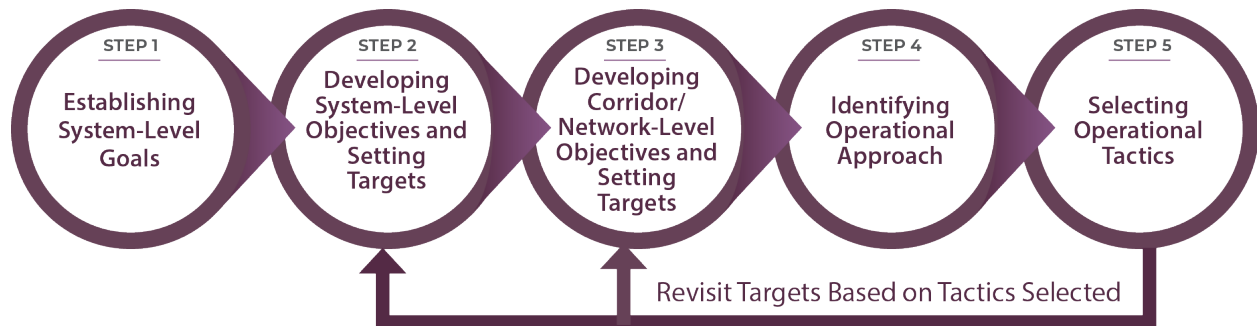 STEP 1
Establishing
System-Level
Goals
STEP 2
Developing
System-Level
Objectives and
Setting
Targets
STEP 3
Developing
Corridor/
Network-Level
Objectives and
Setting
Targets
STEP 4
Identifying
Operational
Approach
STEP 5
Selecting
Operational
Tactics
Revisit Targets Based on Tactics Selected